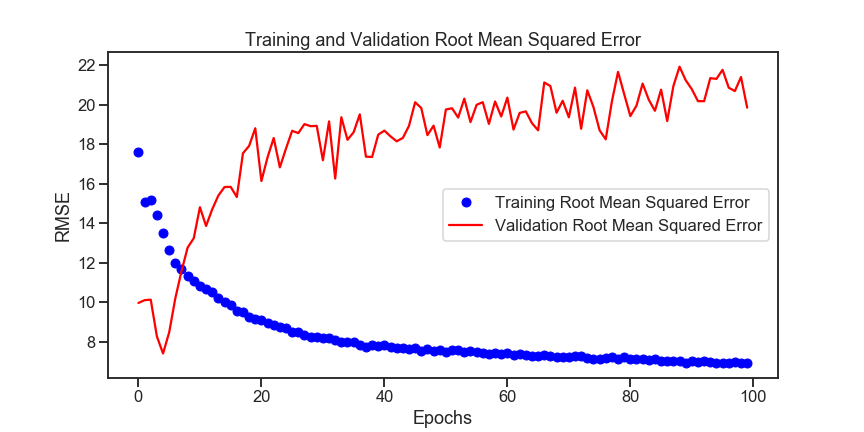 Training and Validation Root Mean Squared Error
22
20
18
16
14
12
10
8
RMSE
Training Root Mean Squared Error
Validation Root Mean Squared Error
0
20
40
60
80
100
Epochs